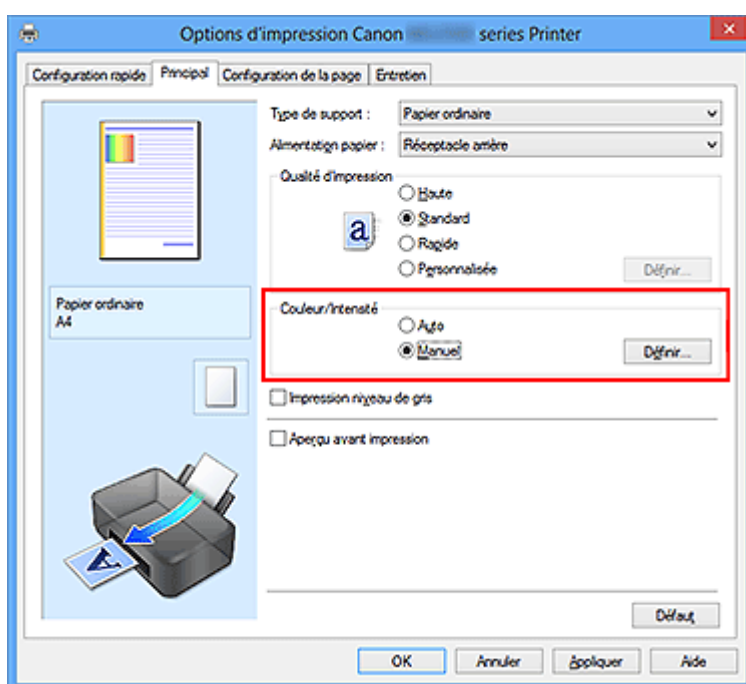 Options d'impression Canon series Printer
Configuration rapide Principal Configuration de la page Entretien
Type de support : Papier ordinaire
Alimentation papier : Réceptacle arrière
Qualité d'impression
Haute
a
Standard
Rapide
Personnalisée Définir...
Papier ordinaire
A4
Couleur/Intensité
Auto
Manuel Définir...
Impression niveau de gris
Aperçu avant impression
A
Défaut
OK Annuler Appliquer Aide